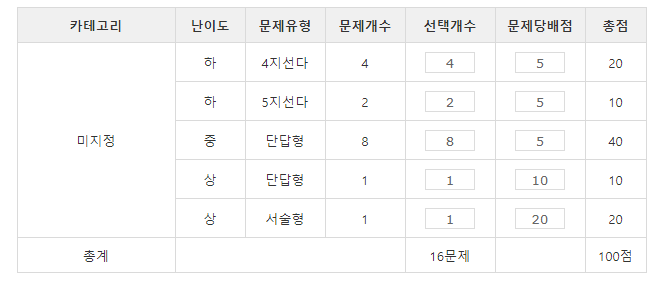 카테고리 난이도 문제유형 문제개수 선택개수 문제당배점 총점
하 4지선다 4 4 5 20
하 5지선다 2 2 5 10
미지정 중 단답형 8 8 5 40
상 단답형 1 1 10 10
상 서술형 1 1 20 20
총계 16문제 100점